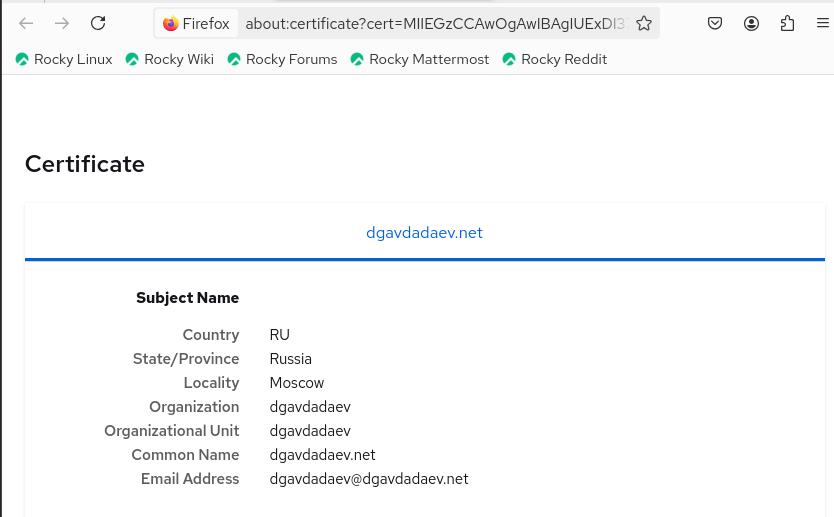 Firefox about:certificate?cert=MIIEGzCCAwOgAwIBAgIUExDI3
Rocky Linux Rocky Wiki Rocky Forums Rocky Mattermost Rocky Reddit
Certificate
dgavdadaev.net
Subject Name
Country RU
State/Province Russia
Locality Moscow
Organization dgavdadaev
Organizational Unit dgavdadaev
Common Name dgavdadaev.net
Email Address dgavdadaev@dgavdadaev.net